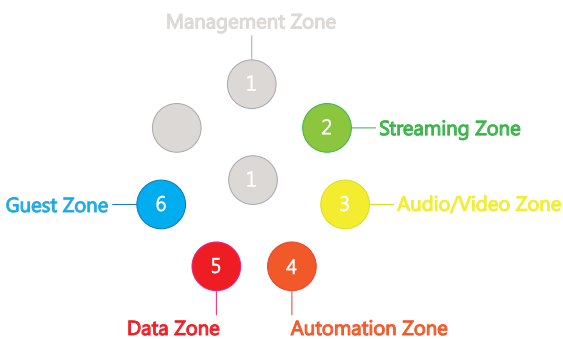 Management Zone
1
2
Streaming Zone
1
Guest Zone
6
3
Audio/Video Zone
5
4
Data Zone
Automation Zone